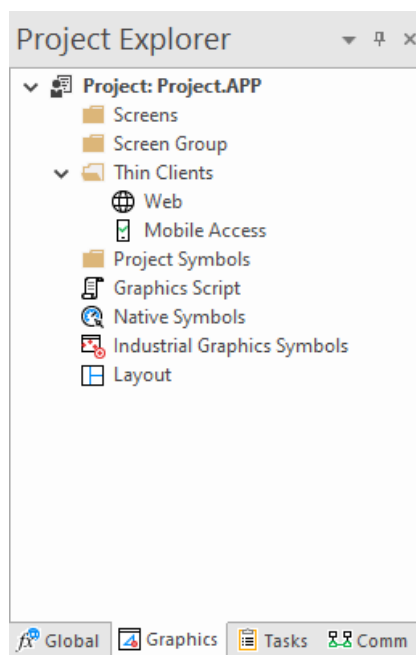 Project Explorer
Project: Project.APP
Screens
Screen Group
Thin Clients
Web
Mobile Access
Project Symbols
Graphics Script
Native Symbols
Industrial Graphics Symbols
Layout
fx Global Graphics Tasks Comm